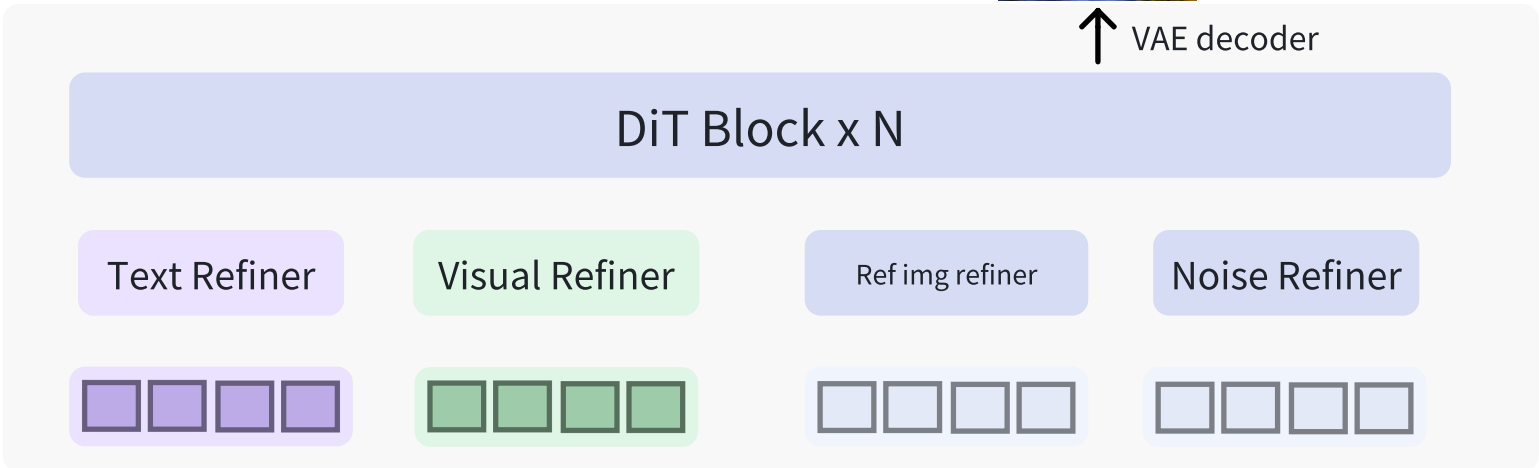 VAE decoder
DiT Block x N
Text Refiner
Visual Refiner
Ref img refiner
Noise Refiner